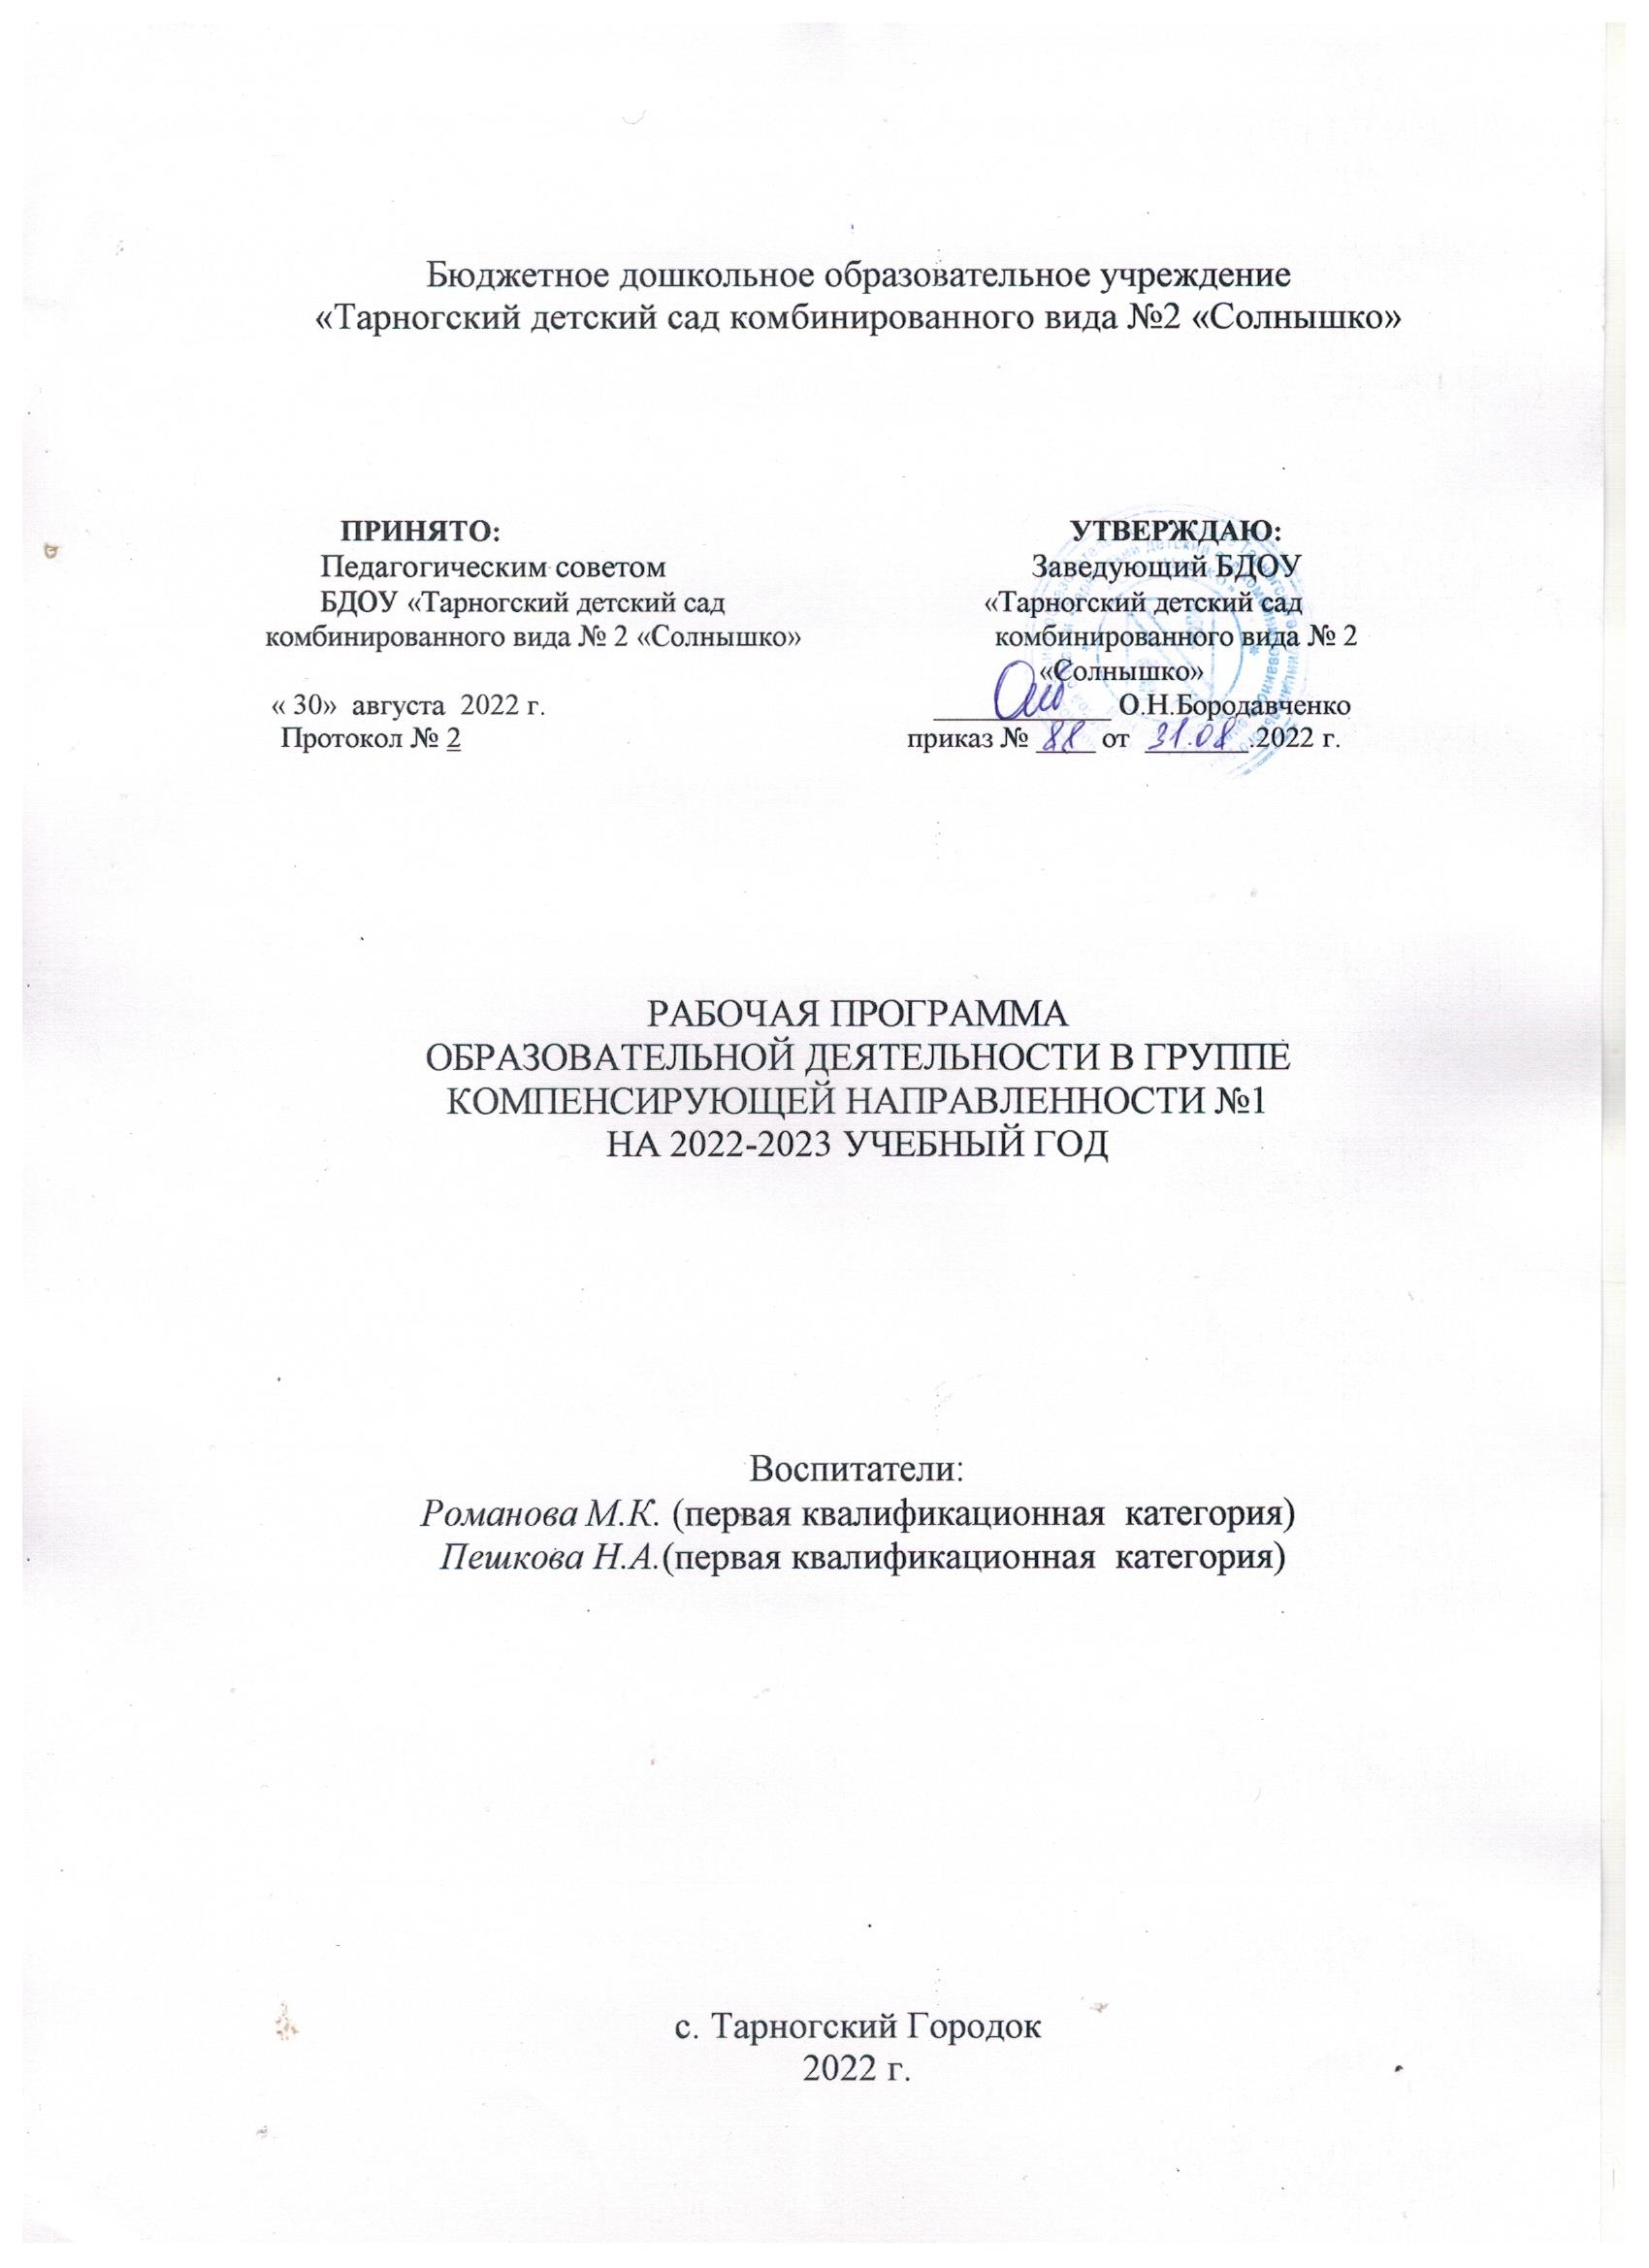 Бюджетное дошкольное образовательное учреждение
«Тарногский детский сад комбинированного вида №2 «Солнышко»
ПРИНЯТО:
Педагогическим советом
БДОУ «Тарногский детский сад
комбинированного вида № 2 «Солнышко»
« 30» августа 2022 г.
Протокол № 2
УТВЕРЖДАЮ:
Заведующий БДОУ
«Тарногский детский сад
комбинированного вида № 2
«Солнышко»
____________ О.Н.Бородавченко
приказ № 88 от 31.08.2022 г.
РАБОЧАЯ ПРОГРАММА
ОБРАЗОВАТЕЛЬНОЙ ДЕЯТЕЛЬНОСТИ В ГРУППЕ
КОМПЕНСИРУЮЩЕЙ НАПРАВЛЕННОСТИ №1
НА 2022-2023 УЧЕБНЫЙ ГОД
Воспитатели:
Романова М.К. (первая квалификационная категория)
Пешкова Н.А.(первая квалификационная категория)
с. Тарногский Городок
2022 г.